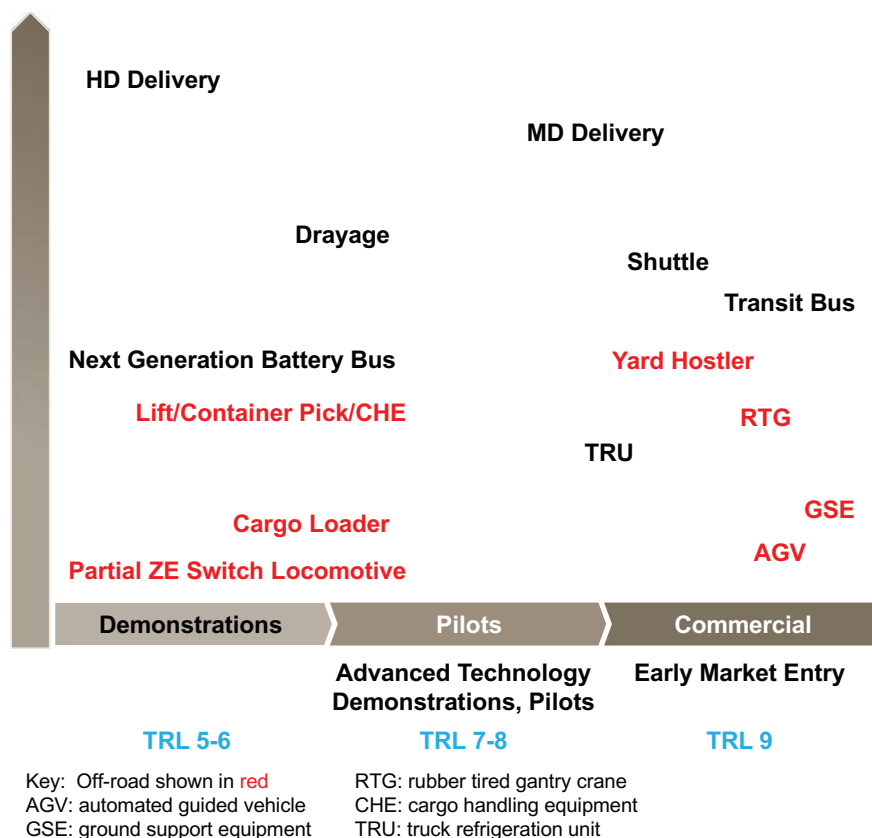 HD Delivery
MD Delivery
Drayage
Shuttle
Transit Bus
Next Generation Battery Bus
Yard Hostler
Lift/Container Pick/CHE
RTG
TRU
GSE
Cargo Loader
AGV
Partial ZE Switch Locomotive
Demonstrations
Pilots
Commercial
Advanced Technology
Demonstrations, Pilots
Early Market Entry
TRL 5-6
TRL 7-8
TRL 9
Key: Off-road shown in red
AGV: automated guided vehicle
GSE: ground support equipment
RTG: rubber tired gantry crane
CHE: cargo handling equipment
TRU: truck refrigeration unit